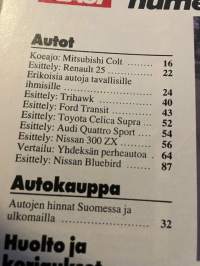 nume
Autot
Koeajo: Mitsubishi Colt 16
Esittely: Renault 25 22
Erikoisia autoja tavallisille
ihmisille 24
Esittely: Trihawk 40
Esittely: Ford Transit 43
Esittely: Toyota Celica Supra 52
Esittely: Audi Quattro Sport 54
Esittely: Nissan 300 ZX 56
Vertailu: Yhdeksän perheautoa 64
Esittely: Nissan Bluebird 87
Autokauppa
Autojen hinnat Suomessa ja
ulkomailla 32
Huolto ja